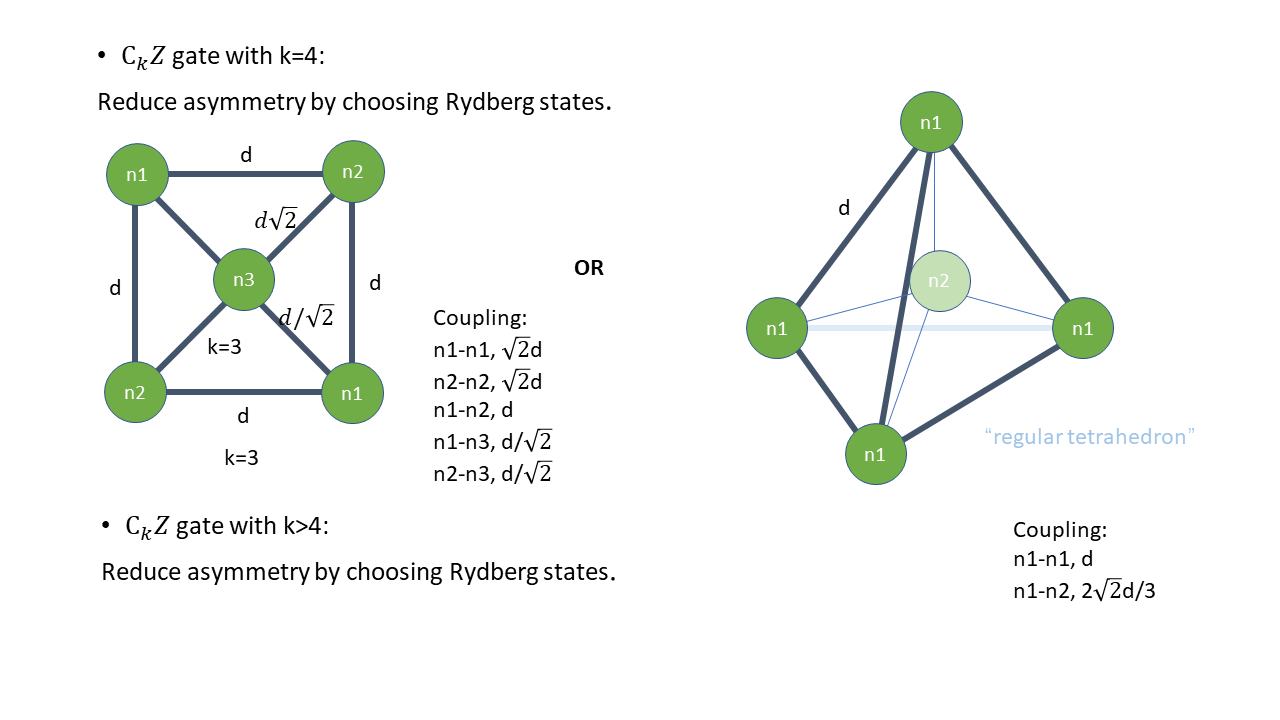 • CₖZ gate with k=4:
Reduce asymmetry by choosing Rydberg states.
d
n1
n2
d√2
d
n3
d
d/√2
k=3
n2
n1
d
k=3
OR
Coupling:
n1-n1, √2d
n2-n2, √2d
n1-n2, d
n1-n3, d/√2
n2-n3, d/√2
n1
d
n2
n1
n1
n1
“regular tetrahedron”
Coupling:
n1-n1, d
n1-n2, 2√2d/3
• CₖZ gate with k>4:
Reduce asymmetry by choosing Rydberg states.